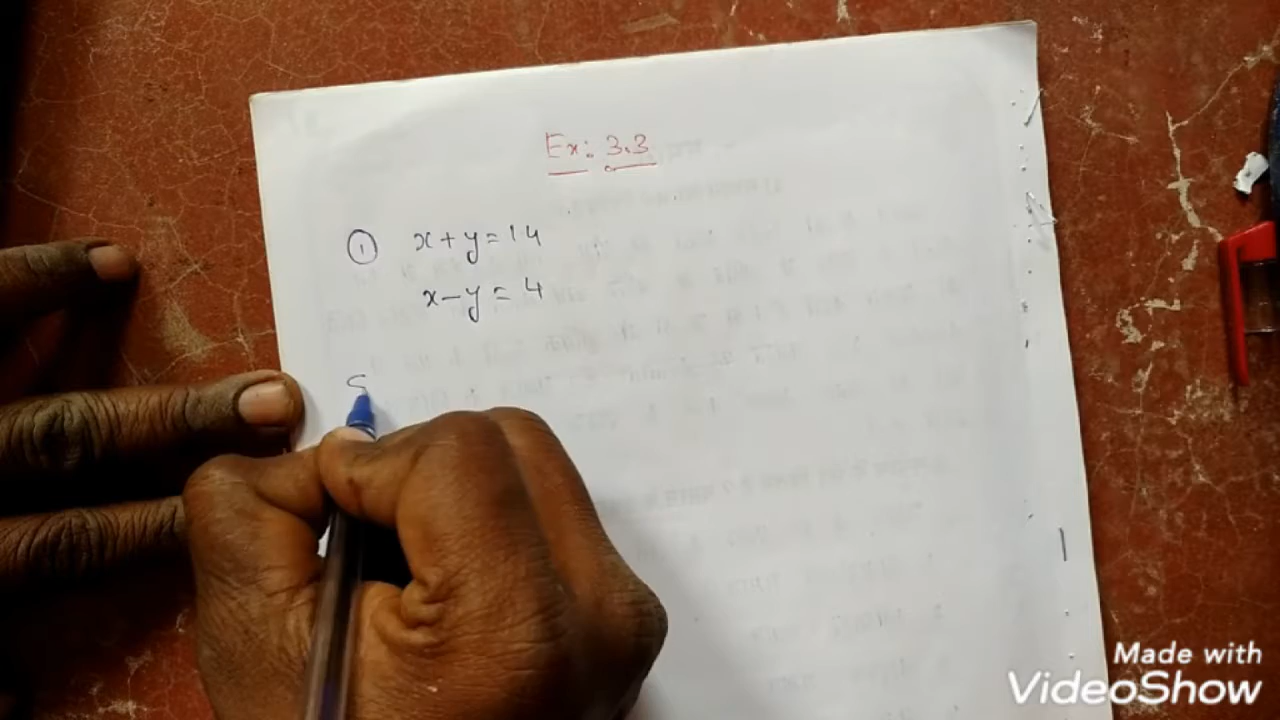 Ex: 3.3
① x+y=14
x-y=4
S
Made with
VideoShow